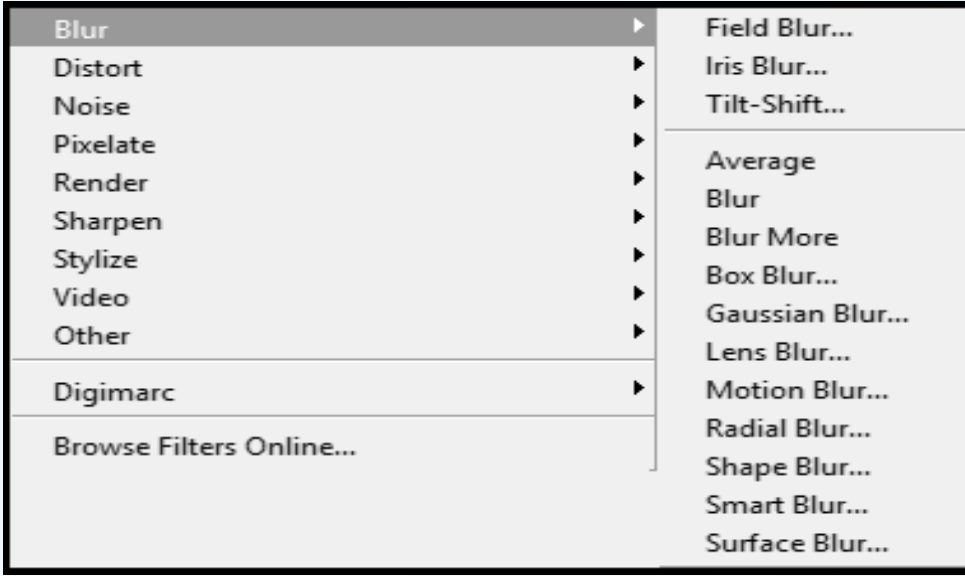 Blur
Distort
Noise
Pixelate
Render
Sharpen
Stylize
Video
Other
Digimarc
Browse Filters Online...
Field Blur...
Iris Blur...
Tilt-Shift...
Average
Blur
Blur More
Box Blur...
Gaussian Blur...
Lens Blur...
Motion Blur...
Radial Blur...
Shape Blur...
Smart Blur...
Surface Blur...